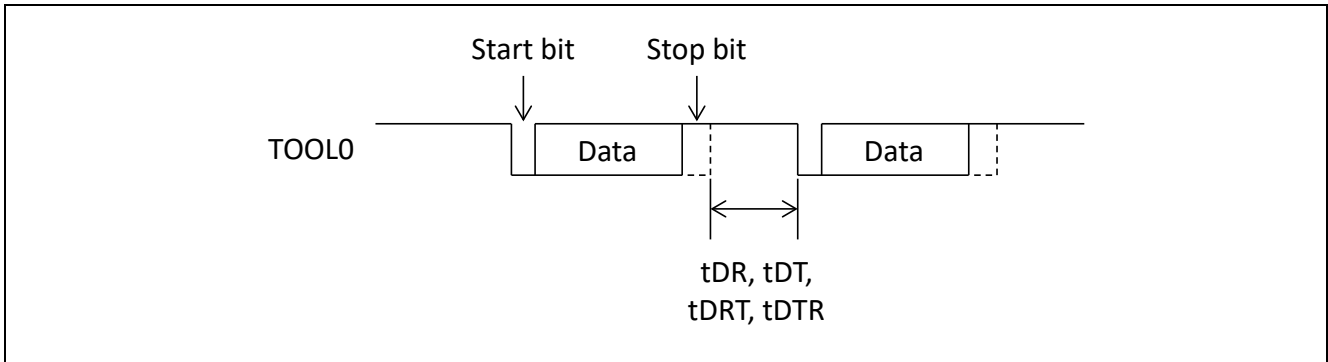 Start bit
Stop bit
TOOL0
Data
Data
tDR, tDT,
tDRT, tDTR